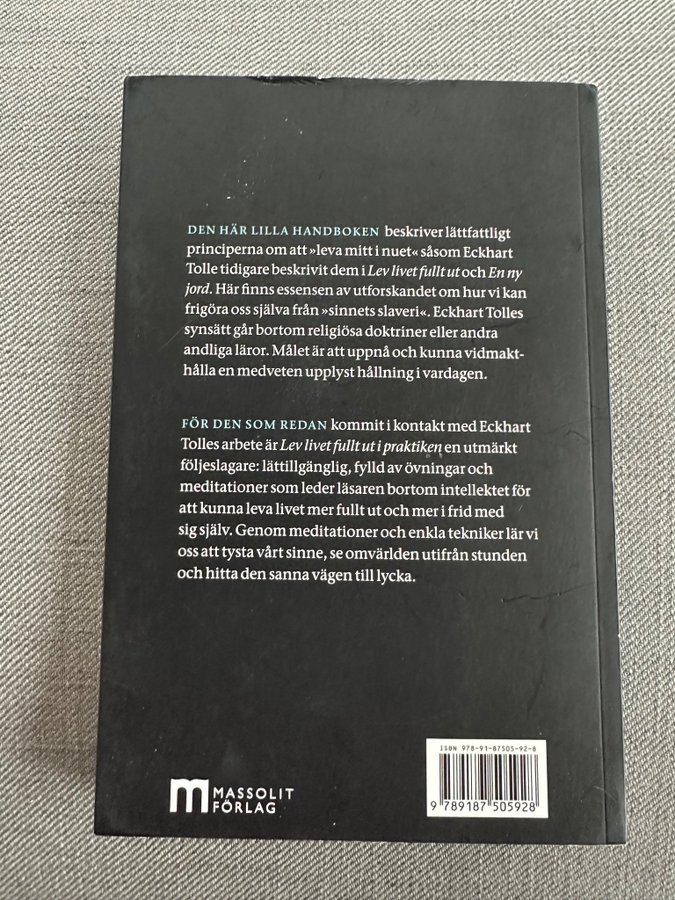 DEN HÄR LILLA HANDBOKEN beskriver lättfattligt
principerna om att »leva mitt i nuet« såsom Eckhart
Tolle tidigare beskrivit dem i Lev livet fullt ut och En ny
jord. Här finns essensen av utforskandet om hur vi kan
frigöra oss själva från »sinnets slaveri«. Eckhart Tolles
synsätt går bortom religiösa doktriner eller andra
andliga läror. Målet är att uppnå och kunna vidmakt-
hålla en medveten upplyst hållning i vardagen.
FÖR DEN SOM REDAN kommit i kontakt med Eckhart
Tolles arbete är Lev livet fullt ut i praktiken en utmärkt
följeslagare: lättillgänglig, fylld av övningar och
meditationer som leder läsaren bortom intellektet för
att kunna leva livet mer fullt ut och mer i frid med
sig själv. Genom meditationer och enkla tekniker lär vi
oss att tysta vårt sinne, se omvärlden utifrån stunden
och hitta den sanna vägen till lycka.
ISBN 978-91-87505-92-8
9 789187 505928
M MASSOLIT
FÖRLAG